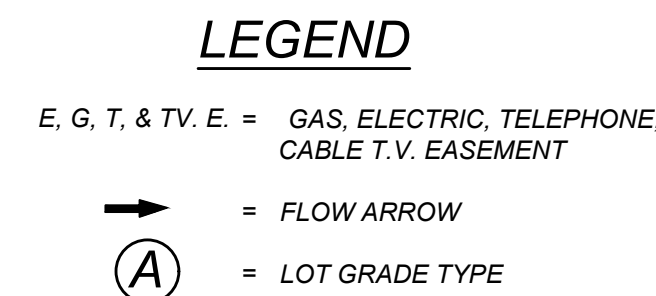 LEGEND
E, G, T, & TV. E. = GAS, ELECTRIC, TELEPHONE,
CABLE T.V. EASEMENT
= FLOW ARROW
A = LOT GRADE TYPE